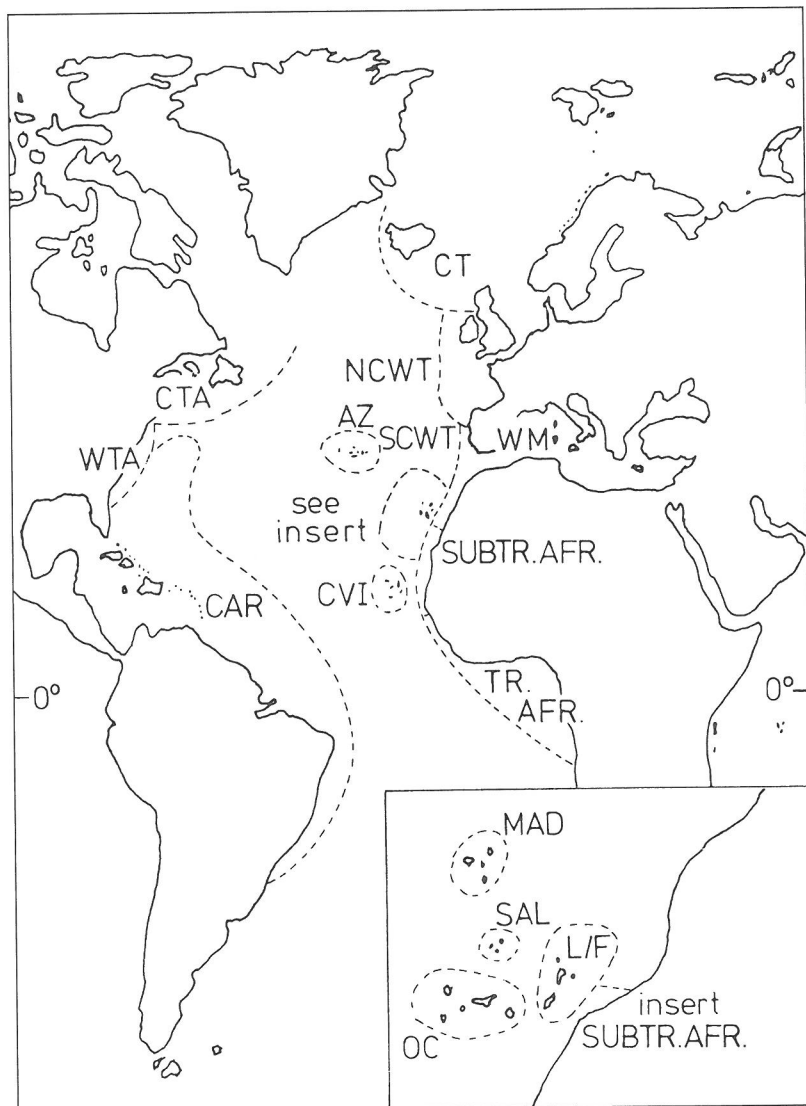 CT
NCWT
CTA
AZ
SCWT
WM
WTA
see
insert
SUBTR.AFR.
CVI
CAR
0°
TR.
AFR.
0°
MAD
SAL
L/F
insert
SUBTR.AFR.
OC